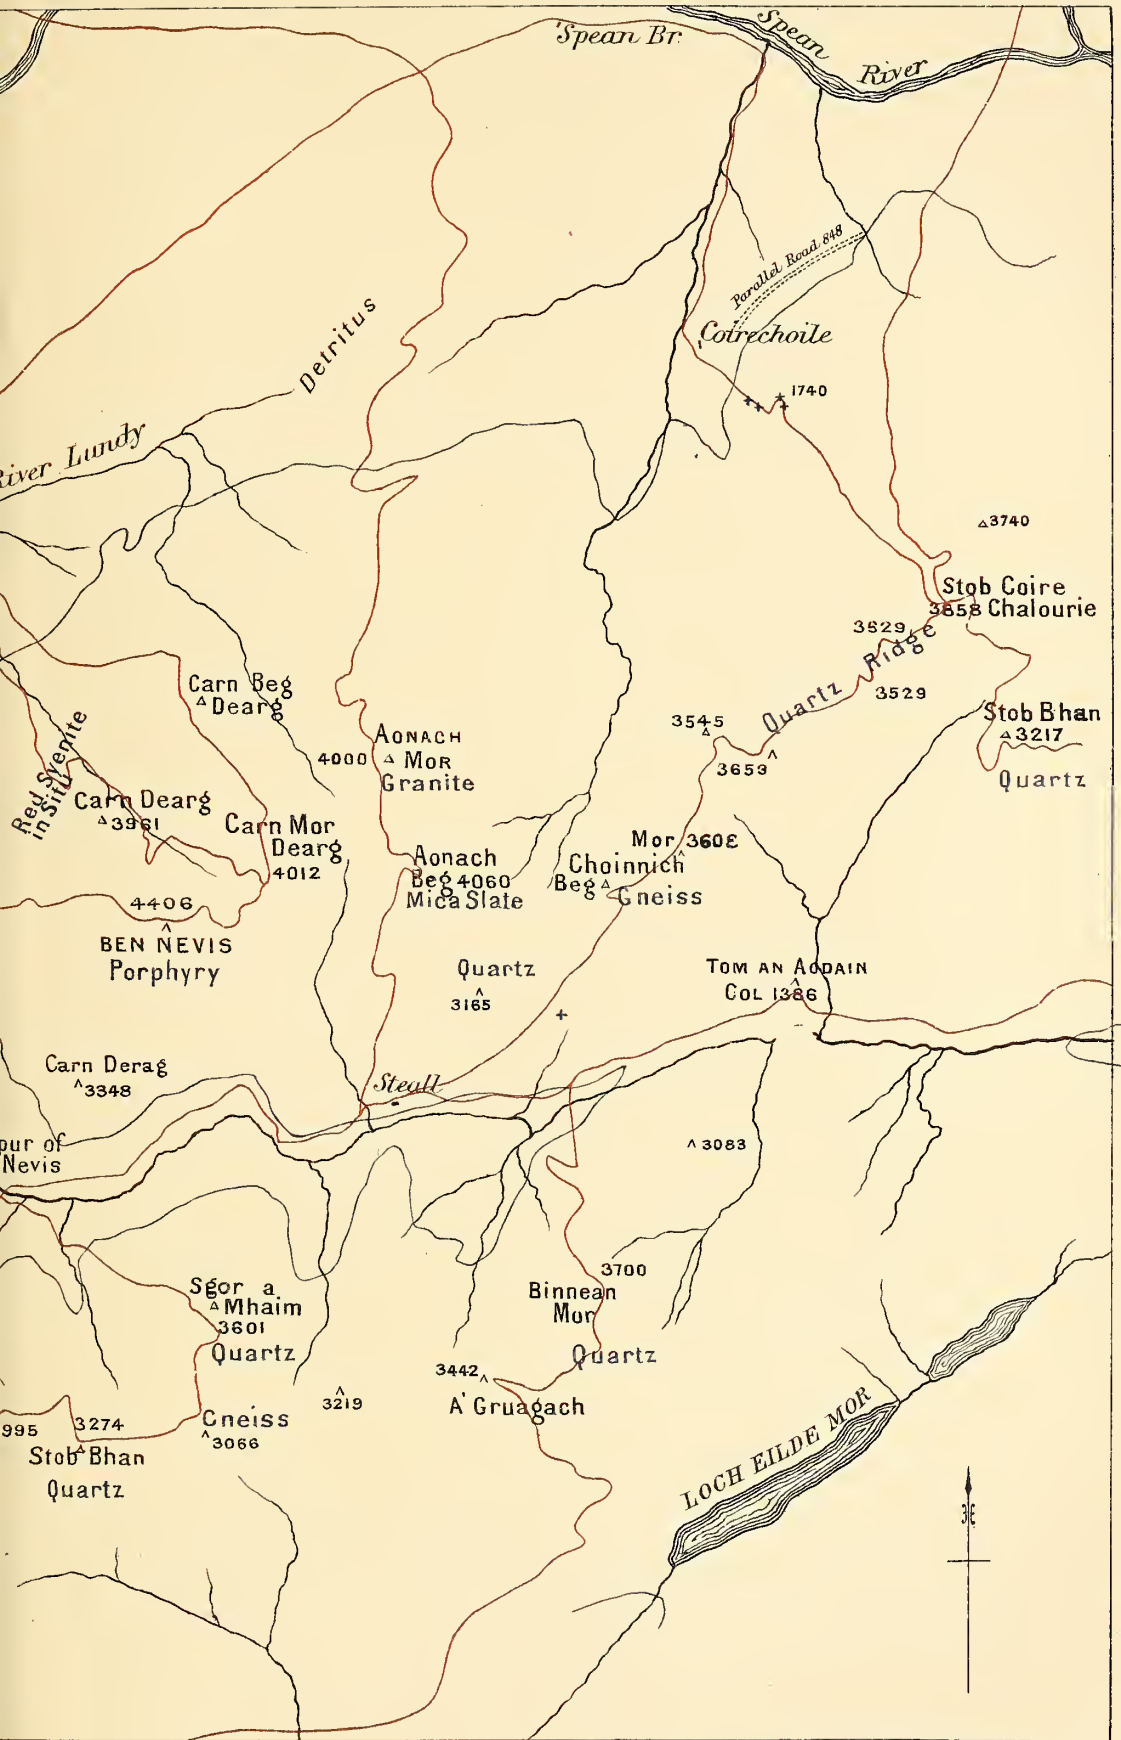 Spean Br.
Spean
River
Parallel Road 848
Coirechoile
1740
Detritus
River Lundy
3740
Stob Coire
3658 Chalourie
3529
Quartz Ridge
3529
Carn Beg
Dearg
Stob Bhan
3217
Quartz
3545
3659
AONACH
4000 MOR
Granite
Red Syenite
in Situ
Carn Dearg
3961
Carn Mor
Dearg
4012
Mor
Choinnich
Beg
Gneiss
Aonach
Beg 4060
Mica Slate
4406
BEN NEVIS
Porphyry
Quartz
3165
TOM AN AODAIN
COL 1386
Carn Derag
3348
Steall
pur of
Nevis
3083
Sgor a
Mhaim
3601
Quartz
3700
Binnean
Mor
Quartz
3442
A' Gruagach
3219
995
3274
Stob Bhan
Quartz
Gneiss
3066
LOCH EILDE MOR